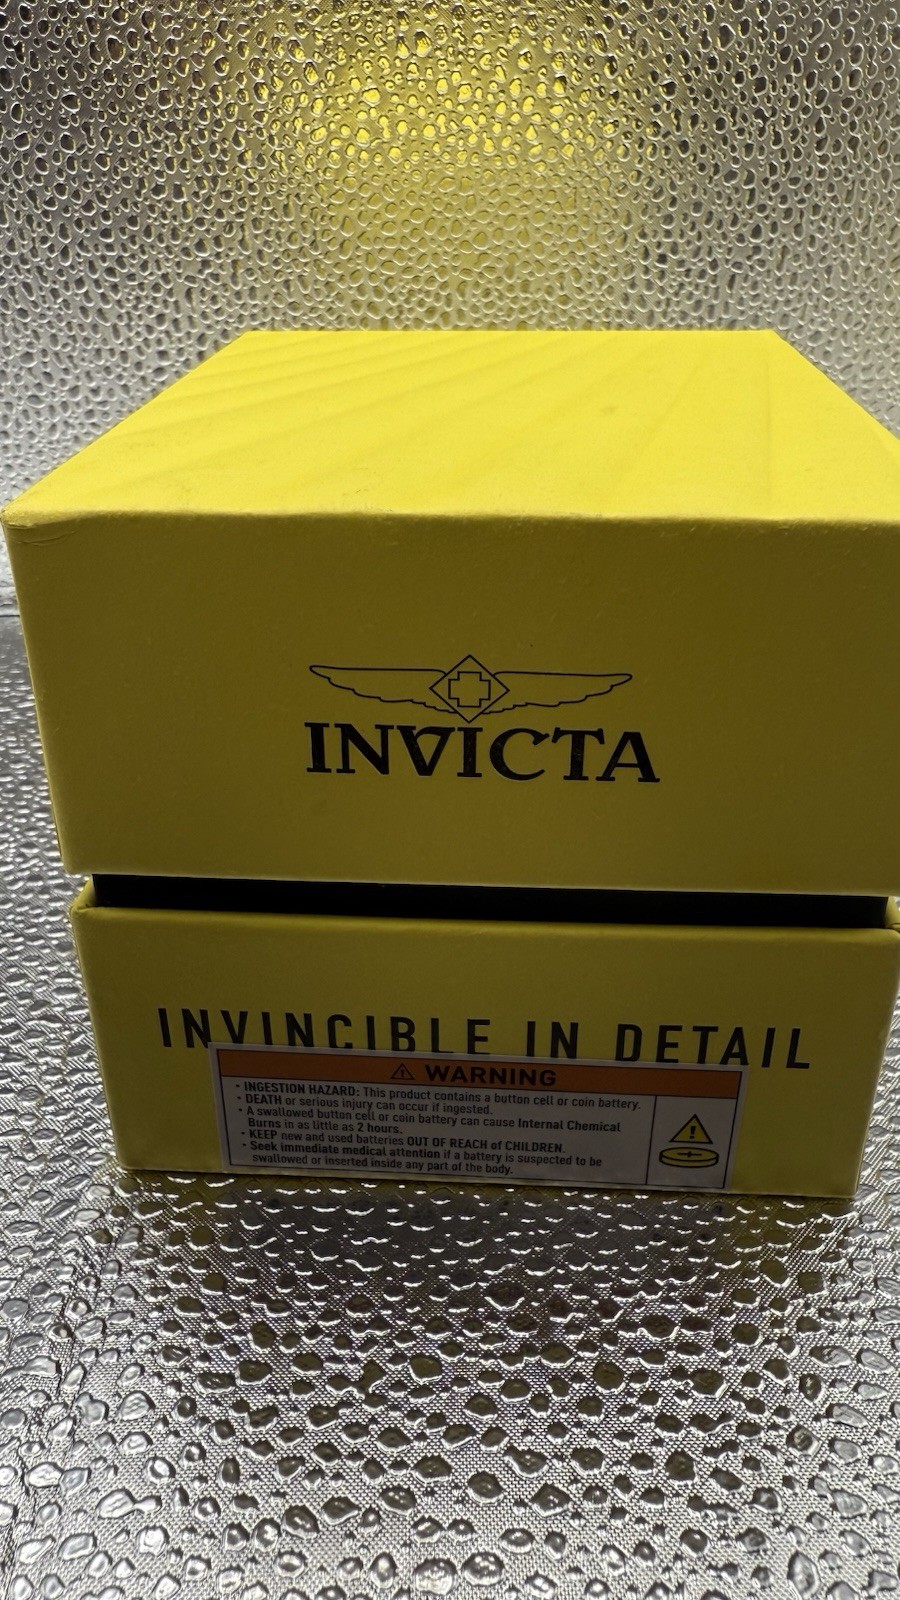 INVICTA
INVINCIBLE IN DETAIL
WARNING
• INGESTION HAZARD: This product contains a button cell or coin battery.
• DEATH or serious injury can occur if ingested.
• A swallowed button cell or coin battery can cause Internal Chemical
Burns in as little as 2 hours.
• KEEP new and used batteries OUT OF REACH of CHILDREN.
• Seek immediate medical attention if a battery is suspected to be
swallowed or inserted inside any part of the body.